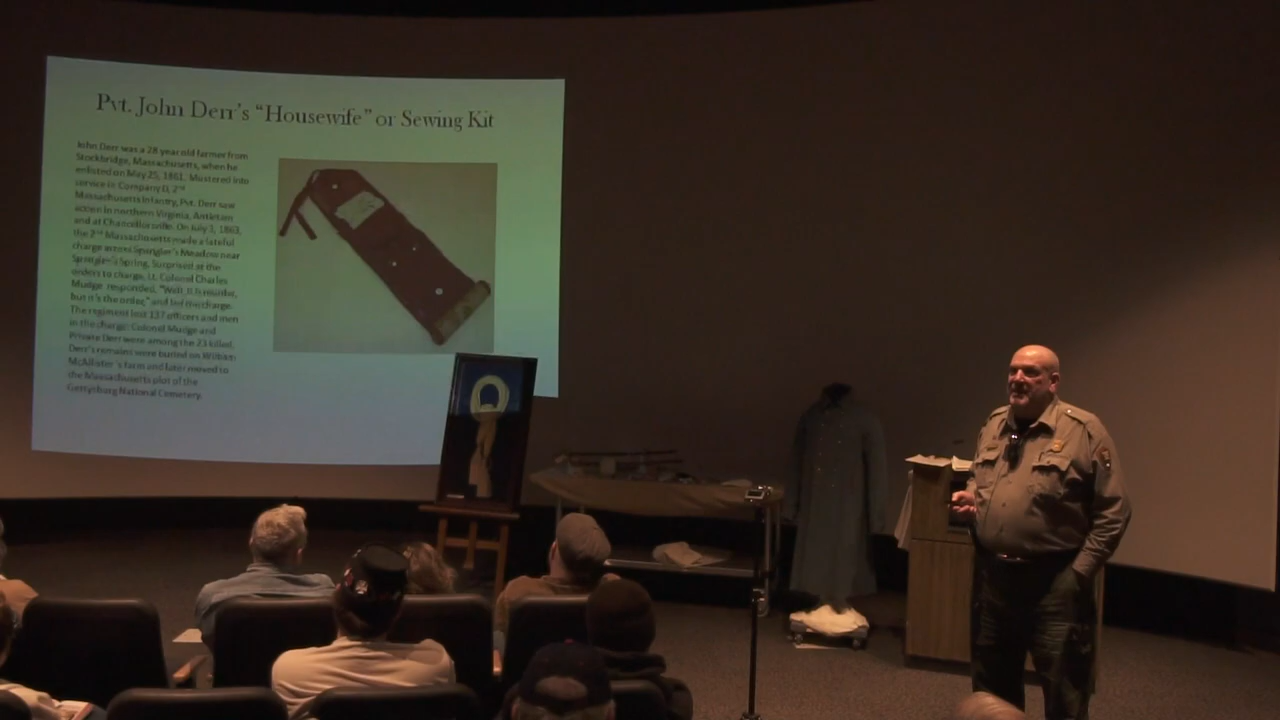 Pvt. John Derr's "Housewife" or Sewing Kit
John Derr was a 28 year old farmer from
Stockbridge, Massachusetts, when he
enlisted on May 25, 1861. Mustered into
service in Company D, 2nd
Massachusetts Infantry, Pvt. Derr saw
action in northern Virginia, Antietam
and at Chancellorsville. On July 3, 1863,
the 2nd Massachusetts made a fateful
charge across Spangler's Meadow near
Spangler's Spring. Surprised at the
orders to charge, Lt. Colonel Charles
Mudge responded, "Well, it is murder,
but it's the order," and led the charge.
The regiment lost 137 officers and men
in the charge: Colonel Mudge and
Private Derr were among the 23 killed.
Derr's remains were buried on William
McAllister's farm and later moved to
the Massachusetts plot of the
Gettysburg National Cemetery.